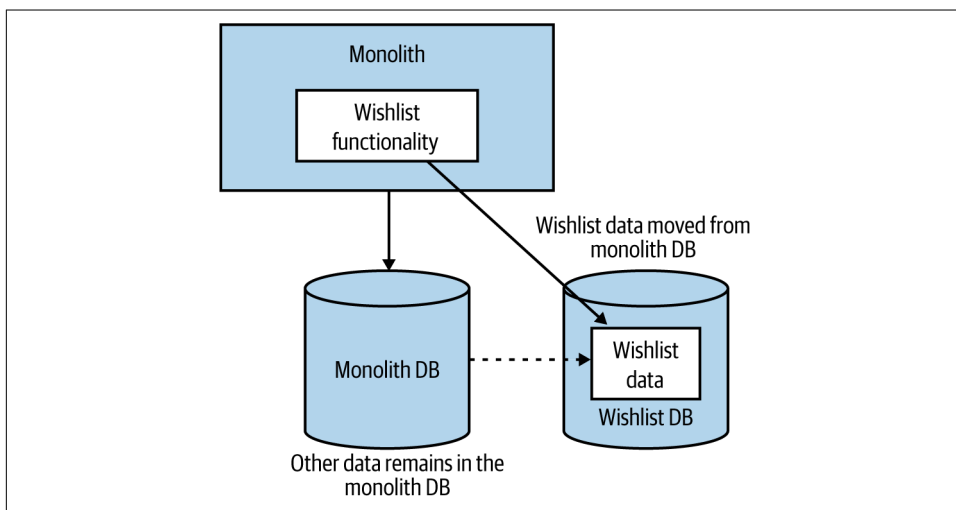 Monolith
Wishlist
functionality
Wishlist data moved from
monolith DB
Monolith DB
Wishlist
data
Wishlist DB
Other data remains in the
monolith DB